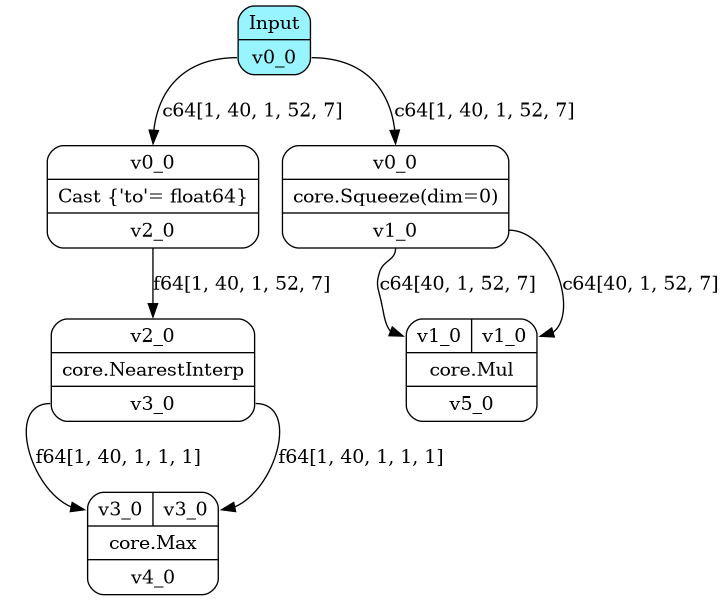 Input
v0_0
c64[1, 40, 1, 52, 7]
c64[1, 40, 1, 52, 7]
v0_0
Cast {'to'= float64}
v2_0
v0_0
core.Squeeze(dim=0)
v1_0
f64[1, 40, 1, 52, 7]
c64[40, 1, 52, 7]
c64[40, 1, 52, 7]
v2_0
core.NearestInterp
v3_0
v1_0 v1_0
core.Mul
v5_0
f64[1, 40, 1, 1, 1]
f64[1, 40, 1, 1, 1]
v3_0 v3_0
core.Max
v4_0